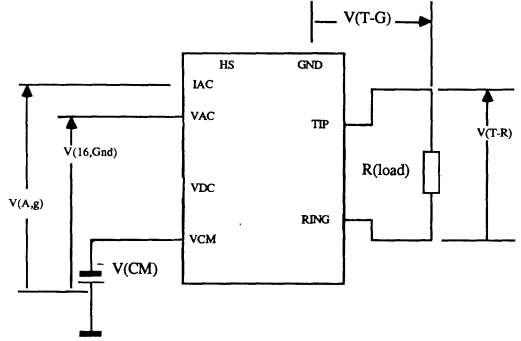 V(T-G)
HS
GND
IAC
VAC
TIP
V(16,Gnd)
V(T-R)
R(load)
V(A,g)
VDC
RING
VCM
V(CM)